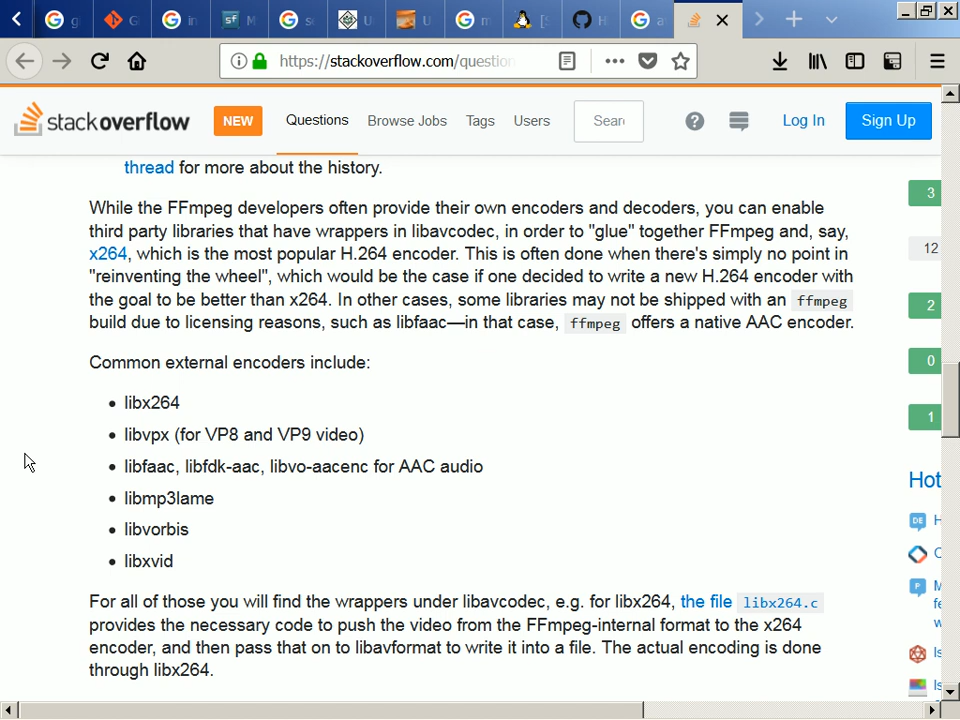 https://stackoverflow.com/question
stackoverflow NEW Questions Browse Jobs Tags Users Sear Log In Sign Up
thread for more about the history.
While the FFmpeg developers often provide their own encoders and decoders, you can enable
third party libraries that have wrappers in libavcodec, in order to "glue" together FFmpeg and, say,
x264, which is the most popular H.264 encoder. This is often done when there's simply no point in
"reinventing the wheel", which would be the case if one decided to write a new H.264 encoder with
the goal to be better than x264. In other cases, some libraries may not be shipped with an ffmpeg
build due to licensing reasons, such as libfaac—in that case, ffmpeg offers a native AAC encoder.
Common external encoders include:
libx264
libvpx (for VP8 and VP9 video)
libfaac, libfdk-aac, libvo-aacenc for AAC audio
libmp3lame
libvorbis
libxvid
For all of those you will find the wrappers under libavcodec, e.g. for libx264, the file libx264.c
provides the necessary code to push the video from the FFmpeg-internal format to the x264
encoder, and then pass that on to libavformat to write it into a file. The actual encoding is done
through libx264.
3
12
2
0
1
Hot